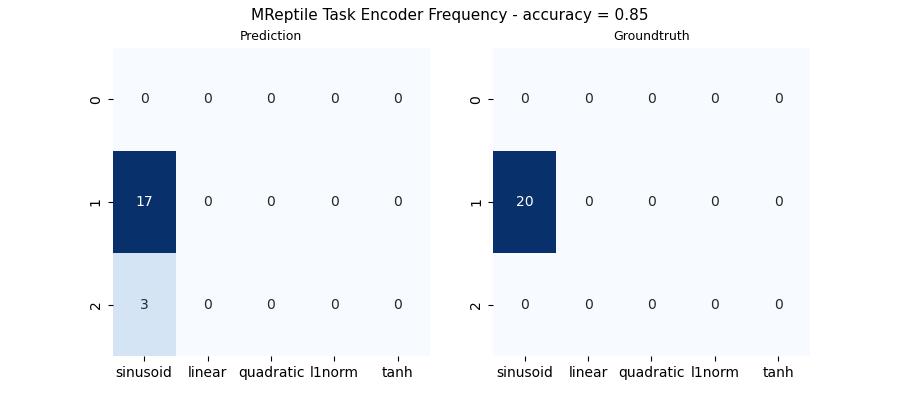 MReptile Task Encoder Frequency - accuracy = 0.85
Prediction Groundtruth
0 0 0 0 0 0 0 0 0 0 0 0
1 17 0 0 0 0 1 20 0 0 0 0
2 3 0 0 0 0 2 0 0 0 0 0
sinusoid linear quadratic l1norm tanh sinusoid linear quadratic l1norm tanh